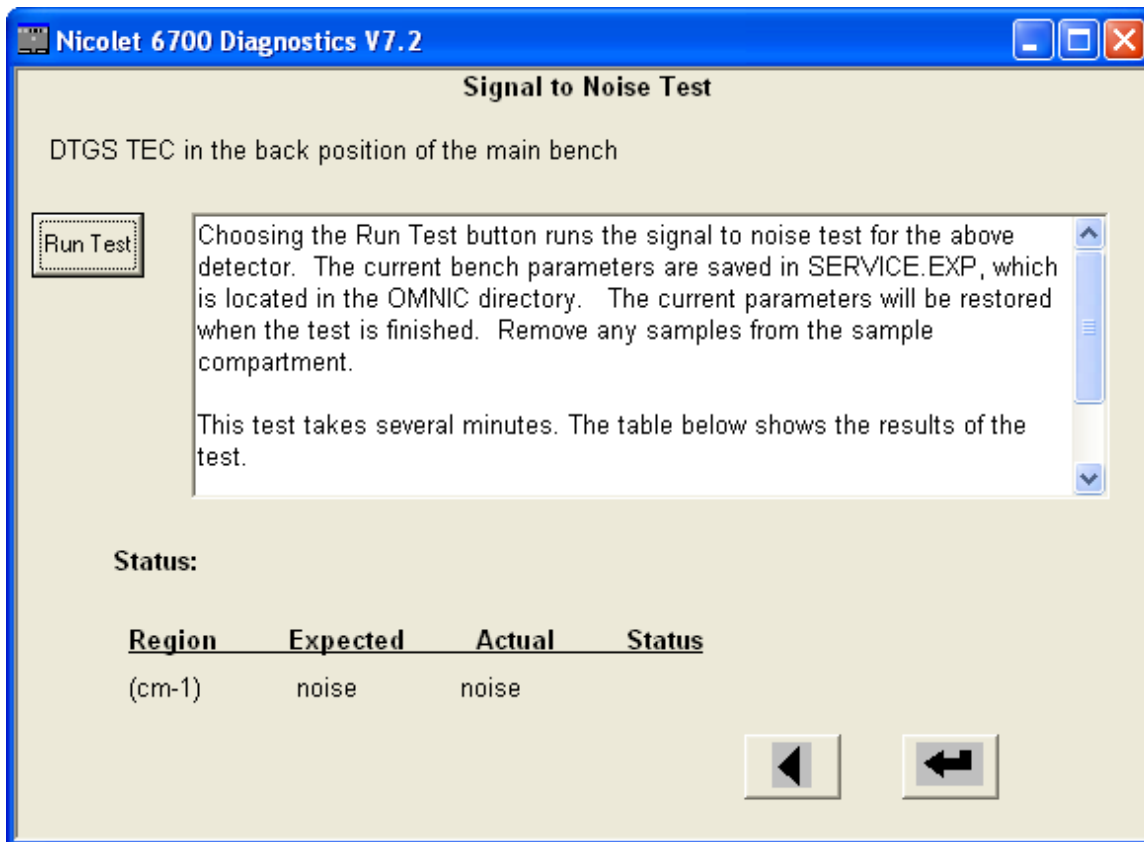 Nicolet 6700 Diagnostics V7.2
Signal to Noise Test
DTGS TEC in the back position of the main bench
Run Test
Choosing the Run Test button runs the signal to noise test for the above
detector.  The current bench parameters are saved in SERVICE.EXP, which
is located in the OMNIC directory.   The current parameters will be restored
when the test is finished.  Remove any samples from the sample
compartment.
This test takes several minutes. The table below shows the results of the
test.
Status:
Region Expected Actual Status
(cm-1) noise noise